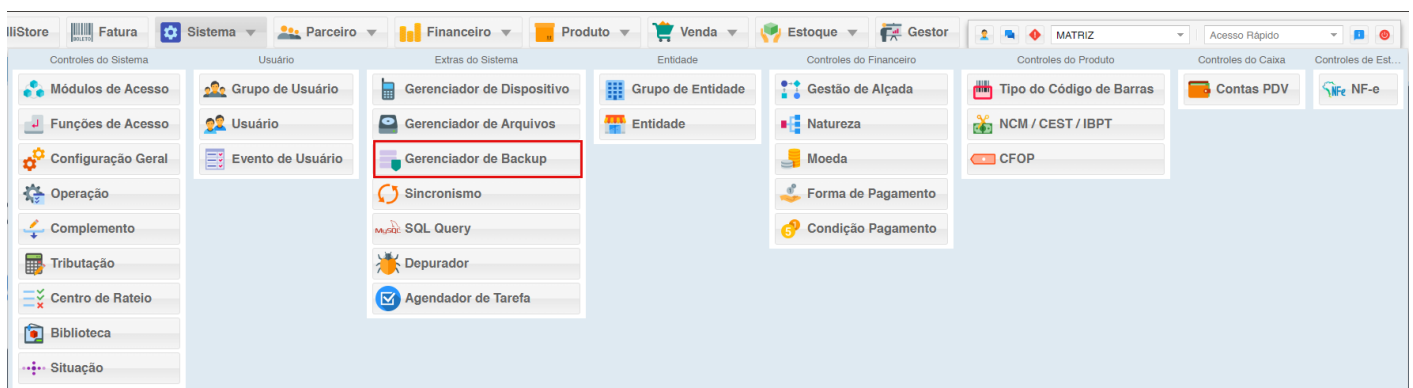 lliStore Fatura Sistema Parceiro Financeiro Produto Venda Estoque Gestor MATRIZ Acesso Rápido
BOLETO
Controles do Sistema Usuário Extras do Sistema Entidade Controles do Financeiro Controles do Produto Controles do Caixa Controles de Est...
Módulos de Acesso Grupo de Usuário Gerenciador de Dispositivo Grupo de Entidade Gestão de Alçada Tipo do Código de Barras Contas PDV NFe NF-e
Funções de Acesso Usuário Gerenciador de Arquivos Entidade Natureza NCM / CEST / IBPT
Configuração Geral Evento de Usuário Gerenciador de Backup Moeda CFOP
Operação Sincronismo Forma de Pagamento
Complemento MySQL SQL Query Condição Pagamento
Tributação Depurador
Centro de Rateio Agendador de Tarefa
Biblioteca
Situação